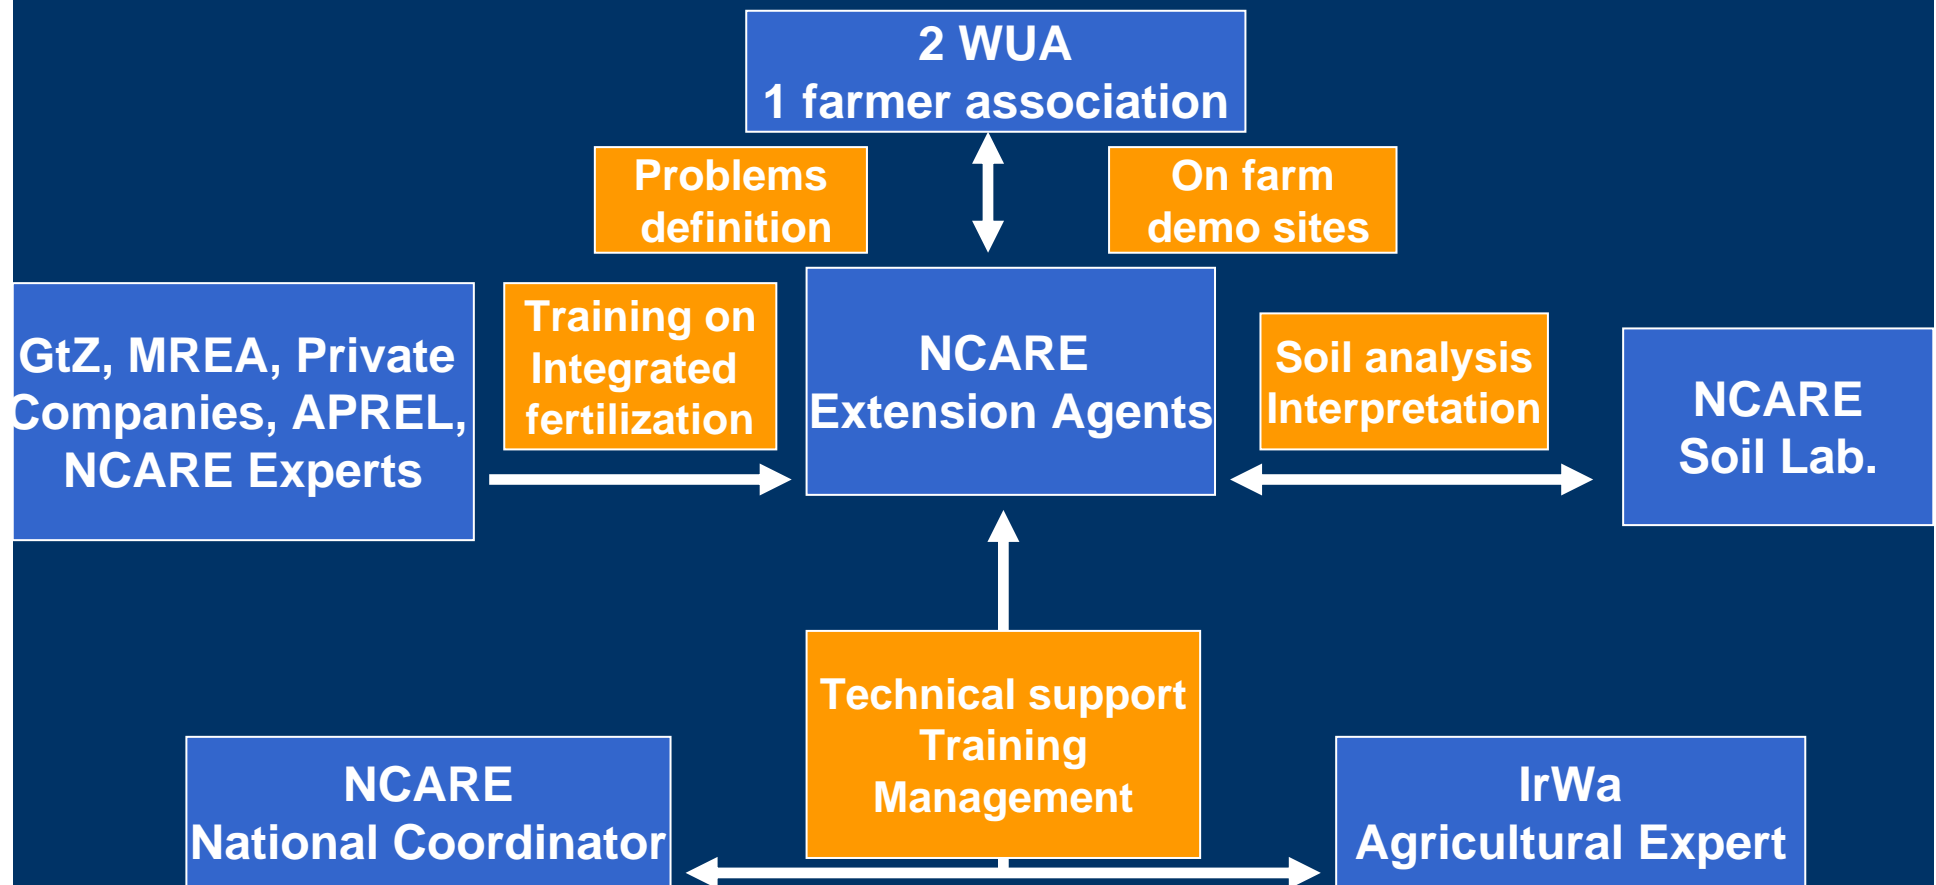 2 WUA
1 farmer association
Problems
definition
On farm
demo sites
GtZ, MREA, Private
Companies, APREL,
NCARE Experts
Training on
Integrated
fertilization
NCARE
Extension Agents
Soil analysis
Interpretation
NCARE
Soil Lab.
Technical support
Training
Management
NCARE
National Coordinator
IrWa
Agricultural Expert